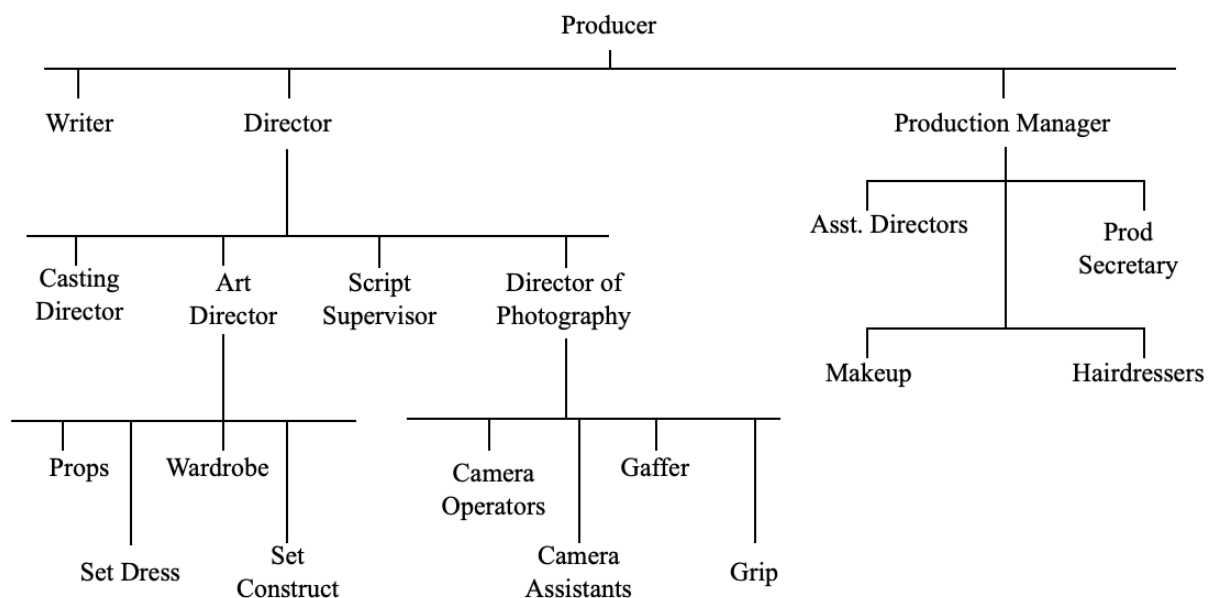 Producer
Writer
Director
Production Manager
Asst. Directors
Prod
Secretary
Casting
Director
Art
Director
Script
Supervisor
Director of
Photography
Makeup
Hairdressers
Props
Wardrobe
Camera
Operators
Gaffer
Set Dress
Set
Construct
Camera
Assistants
Grip